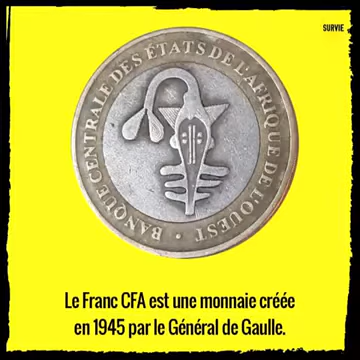 SURVIE
BANQUE CENTRALE DES ÉTATS DE L'AFRIQUE DE L'OUEST •
Le Franc CFA est une monnaie créée
en 1945 par le Général de Gaulle.